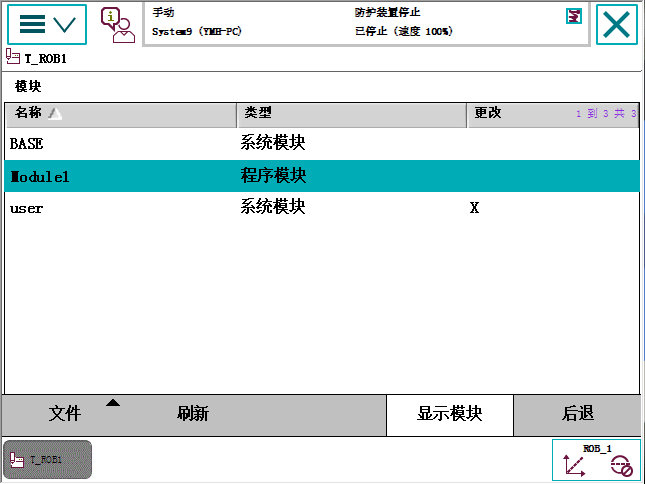 手动 防护装置停止
System9 (YMH-PC) 已停止 (速度 100%)
T_ROB1
模块
名称 类型 更改 1 到 3 共 3
BASE 系统模块
Module1 程序模块
user 系统模块 X
文件 刷新 显示模块 后退
T_ROB1 ROB_1